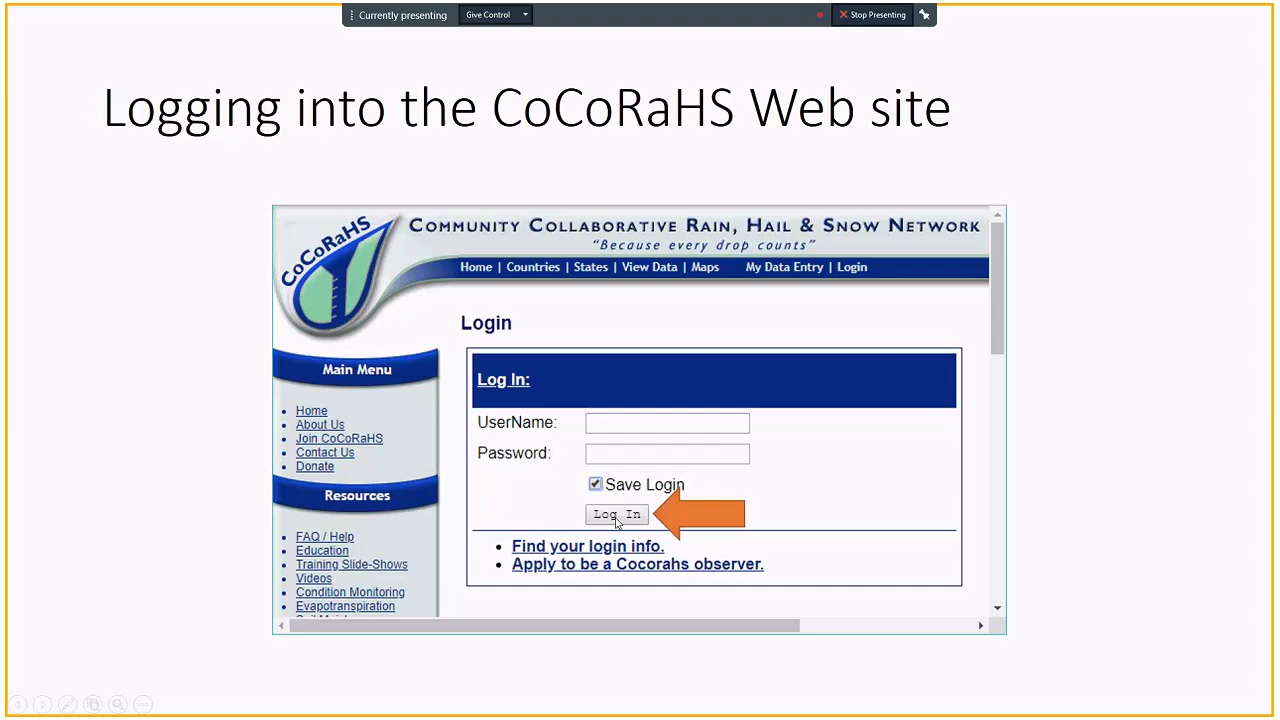 Currently presenting Give Control Stop Presenting
Logging into the CoCoRaHS Web site
CoCoRaHS
COMMUNITY COLLABORATIVE RAIN, HAIL & SNOW NETWORK
"Because every drop counts"
Home | Countries | States | View Data | Maps My Data Entry | Login
Login
Main Menu
Home
About Us
Join CoCoRaHS
Contact Us
Donate
Resources
FAQ / Help
Education
Training Slide-Shows
Videos
Condition Monitoring
Evapotranspiration
Log In:
UserName:
Password:
Save Login
Log In
Find your login info.
Apply to be a Cocorahs observer.